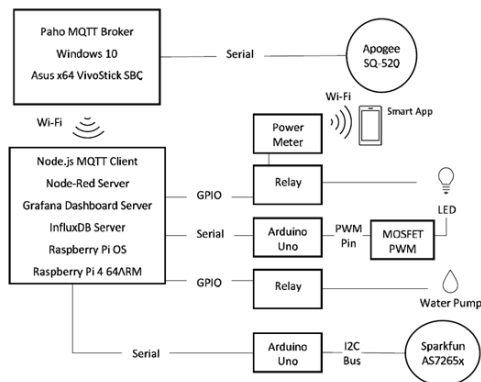 Paho MQTT Broker
Windows 10
Asus x64 VivoStick SBC
Serial
Apogee
SQ-520
Wi-Fi
Wi-Fi
Smart App
Power
Meter
Node.js MQTT Client
Node-Red Server
Grafana Dashboard Server
InfluxDB Server
Raspberry Pi OS
Raspberry Pi 4 64ARM
GPIO
Relay
LED
Serial
Arduino
Uno
PWM
Pin
MOSFET
PWM
GPIO
Relay
Water Pump
Serial
Arduino
Uno
I2C
Bus
Sparkfun
AS7265x